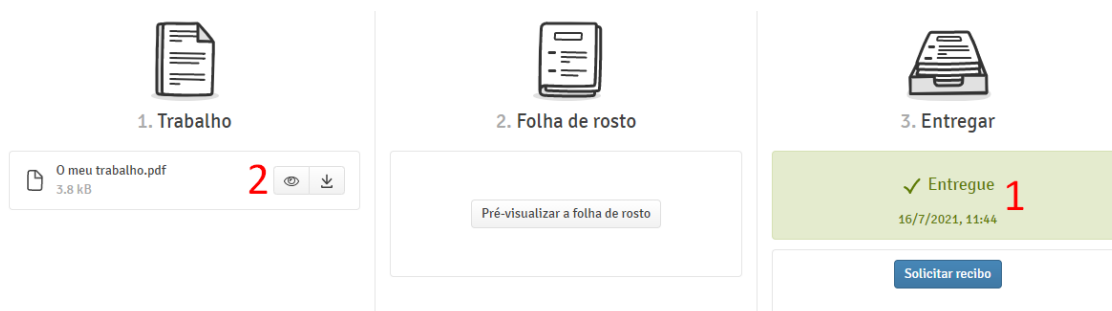 1. Trabalho
O meu trabalho.pdf
3.8 kB
2
2. Folha de rosto
Pré-visualizar a folha de rosto
3. Entregar
Entregue
1
16/7/2021, 11:44
Solicitar recibo